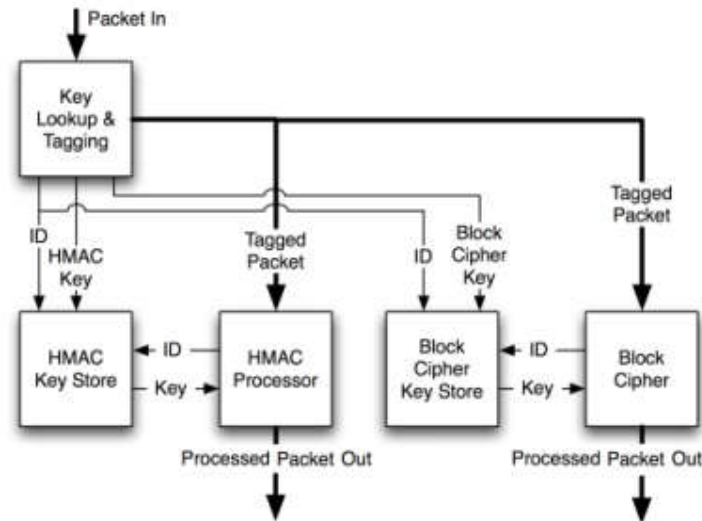 Packet In
Key
Lookup &
Tagging
ID
HMAC
Key
Tagged
Packet
ID
Block
Cipher
Key
Tagged
Packet
HMAC
Key Store
ID
Key
HMAC
Processor
Block
Cipher
Key Store
ID
Key
Block
Cipher
Processed Packet Out
Processed Packet Out